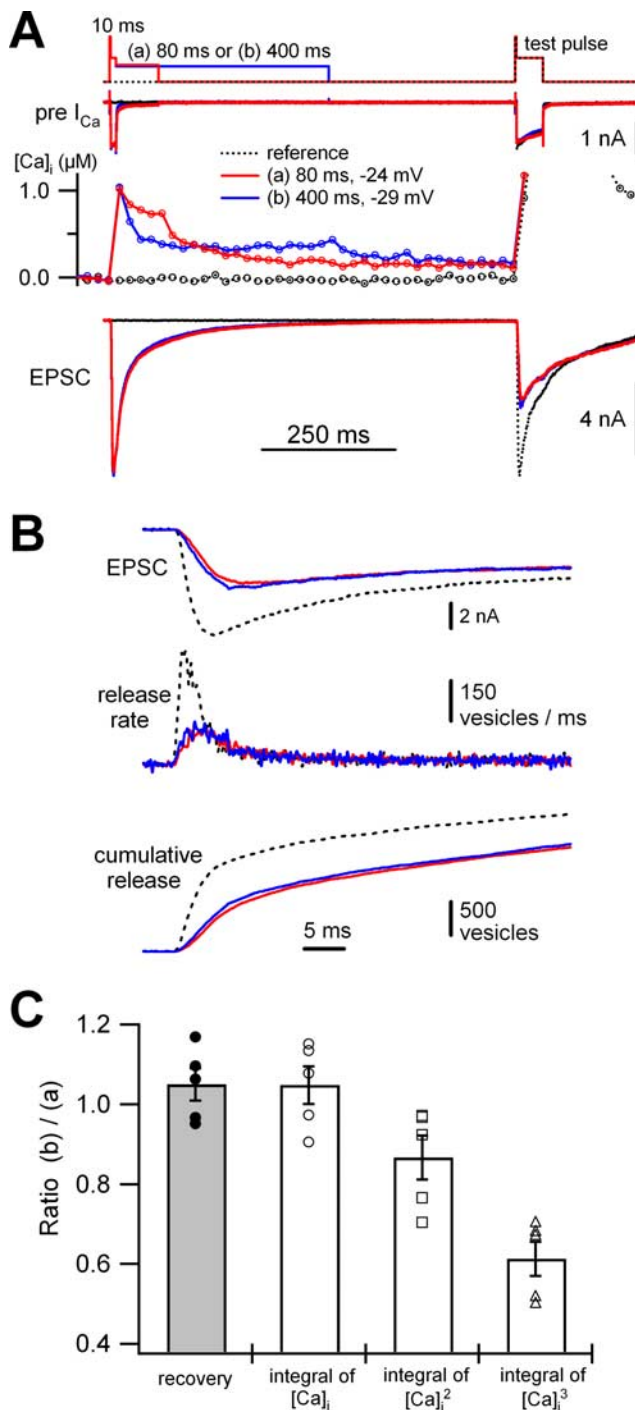 A
10 ms
(a) 80 ms or (b) 400 ms
test pulse
pre I_Ca
1 nA
[Ca]_i (µM)
reference
(a) 80 ms, -24 mV
(b) 400 ms, -29 mV
1.0
0.0
EPSC
250 ms
4 nA
B
EPSC
2 nA
release
rate
150
vesicles / ms
cumulative
release
5 ms
500
vesicles
C
Ratio (b) / (a)
1.2
1.0
0.8
0.6
0.4
recovery
integral of
[Ca]_i
integral of
[Ca]_i^2
integral of
[Ca]_i^3